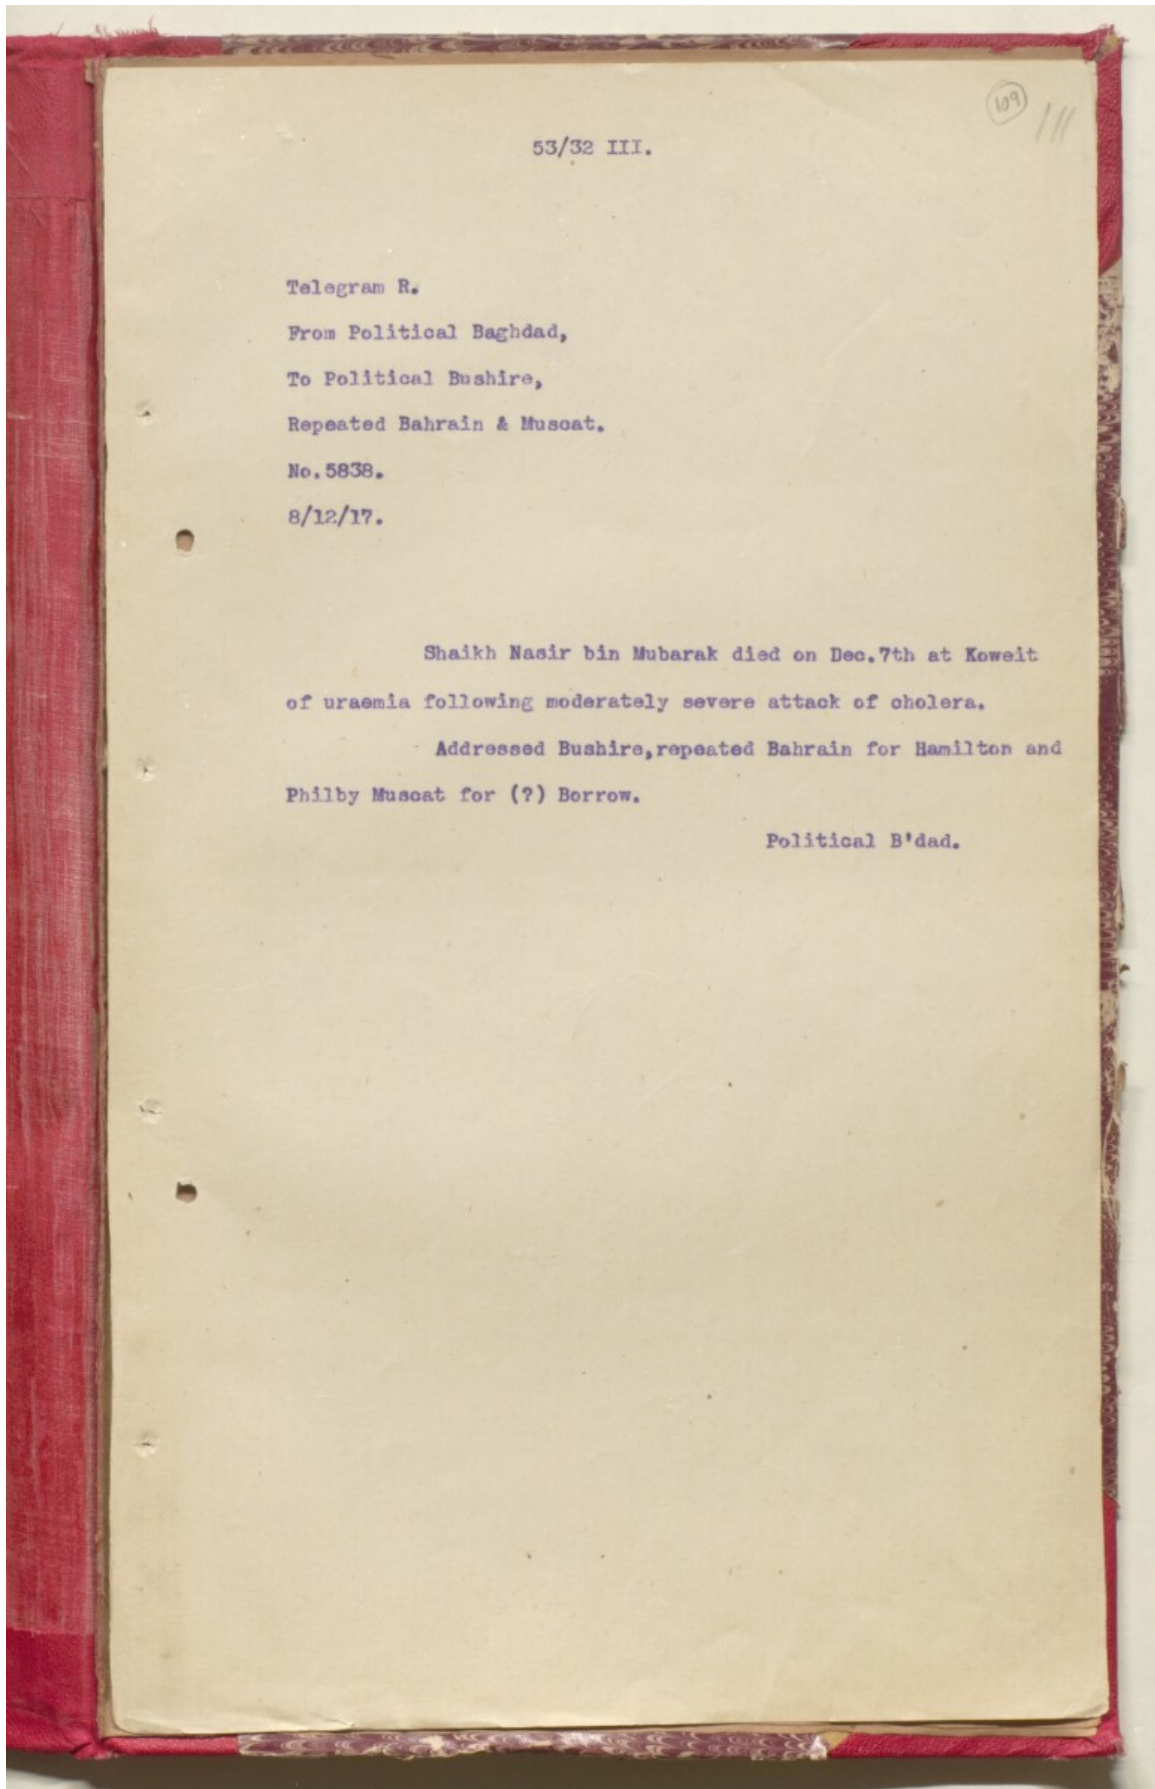 109
111
53/32 III.
Telegram R.
From Political Baghdad,
To Political Bushire,
Repeated Bahrain & Muscat.
No.5838.
8/12/17.
Shaikh Nasir bin Mubarak died on Dec.7th at Koweit
of uraemia following moderately severe attack of cholera.
Addressed Bushire,repeated Bahrain for Hamilton and
Philby Muscat for (?) Borrow.
Political B'dad.